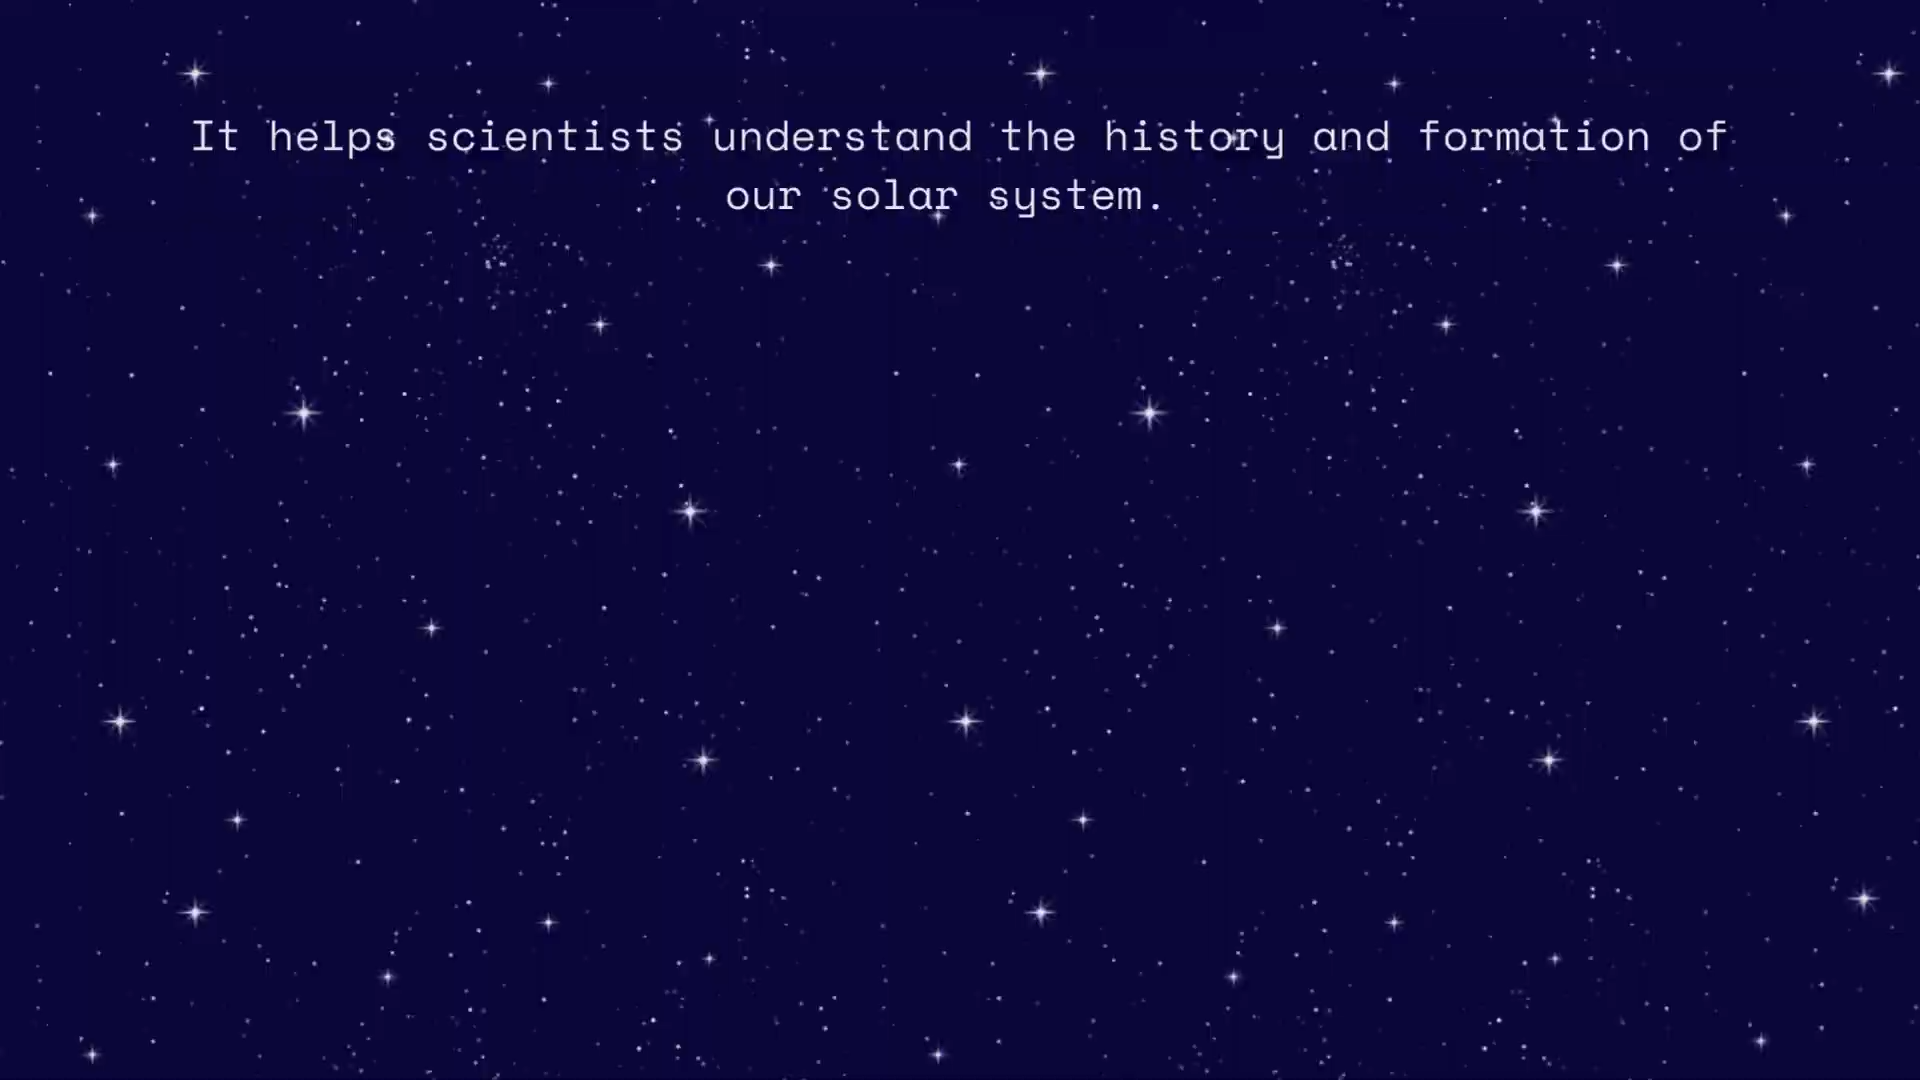 It helps scientists understand the history and formation of
our solar system.